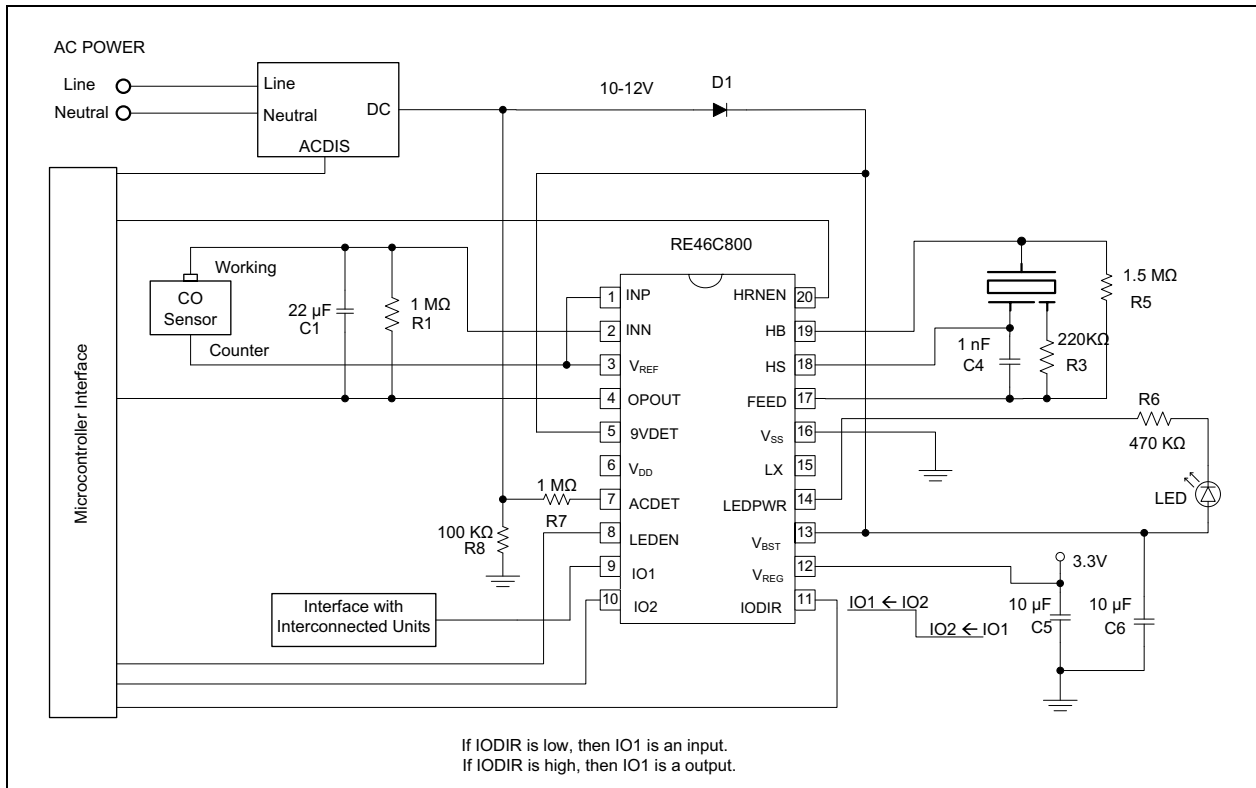 AC POWER
Line
Neutral
Line
Neutral
DC
ACDIS
10-12V
D1
Microcontroller Interface
RE46C800
Working
CO
Sensor
Counter
22 µF
C1
1 MΩ
R1
1 INP
2 INN
3 VREF
4 OPOUT
5 9VDET
6 VDD
7 ACDET
8 LEDEN
9 IO1
10 IO2
HRNEN 20
HB 19
HS 18
FEED 17
VSS 16
LX 15
LEDPWR 14
VBST 13
VREG 12
IODIR 11
1 MΩ
R7
100 KΩ
R8
Interface with
Interconnected Units
1.5 MΩ
R5
1 nF
C4
220KΩ
R3
R6
470 KΩ
LED
3.3V
10 µF
C5
10 µF
C6
IO1 ← IO2
IO2 ← IO1
If IODIR is low, then IO1 is an input.
If IODIR is high, then IO1 is a output.